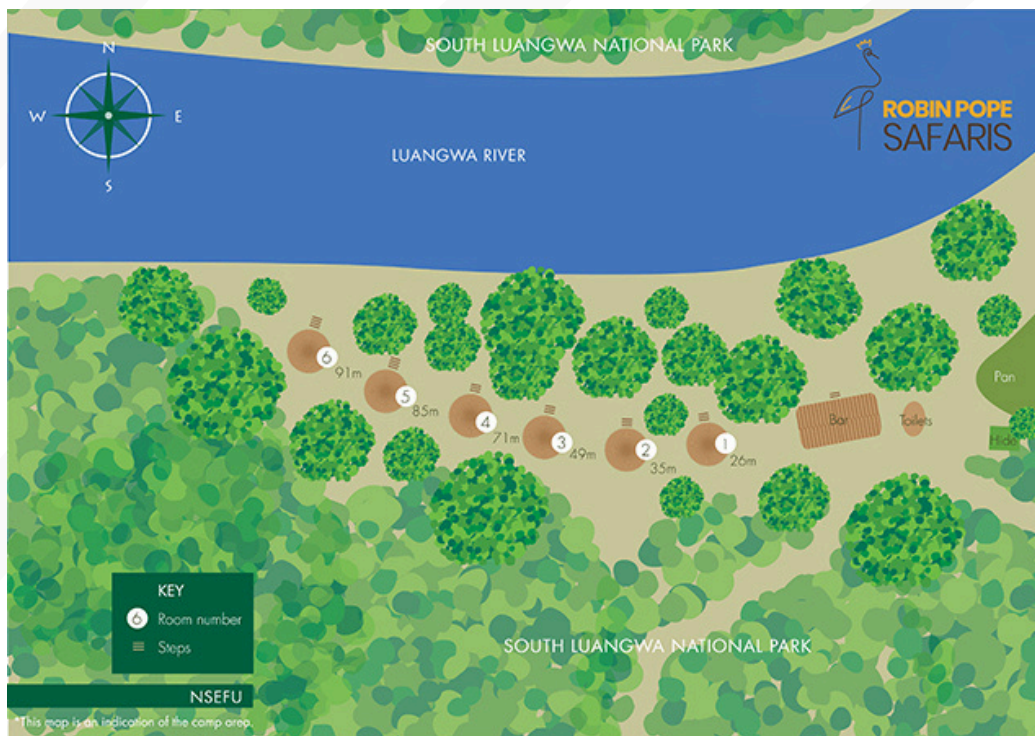 SOUTH LUANGWA NATIONAL PARK
N
W E
S
ROBIN POPE
SAFARIS
LUANGWA RIVER
Pan
6
91m
5
85m
4
71m
3
49m
2
35m
1
26m
Bar
Toilets
Hide
KEY
6 Room number
Steps
SOUTH LUANGWA NATIONAL PARK
NSEFU
*This map is an indication of the camp area.